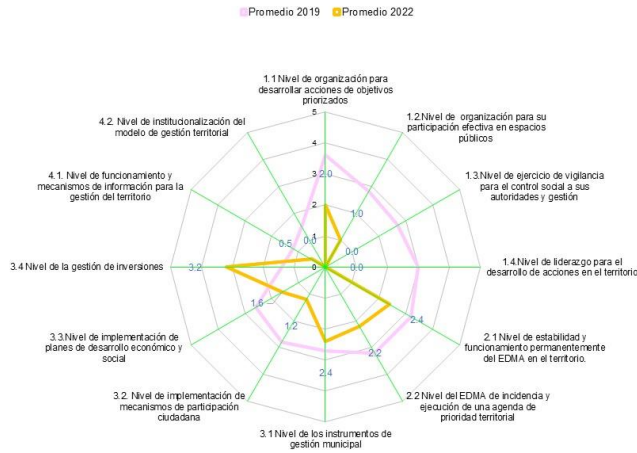 Promedio 2019 Promedio 2022
1.1 Nivel de organización para
desarrollar acciones de objetivos
priorizados
1.2.Nivel de organización para su
participación efectiva en espacios
públicos
1.3.Nivel de ejercicio de vigilancia
para el control social a sus
autoridades y gestión
1.4.Nivel de liderazgo para el
desarrollo de acciones en el territorio
2.1 Nivel de estabilidad y
funcionamiento permanentemente
del EDMA en el territorio.
2.2 Nivel del EDMA de incidencia y
ejecución de una agenda de
prioridad territorial
3.1 Nivel de los instrumentos de
gestión municipal
3.2. Nivel de implementación de
mecanismos de participación
ciudadana
3.3.Nivel de implementación de
planes de desarrollo económico y
social
3.4 Nivel de la gestión de inversiones
4.1. Nivel de funcionamiento y
mecanismos de información para la
gestión del territorio
4.2. Nivel de institucionalización del
modelo de gestión territorial
5
4
3
2
1
0
2.0
1.0
0.0
0.0
2.4
2.2
2.4
1.2
1.6
3.2
0.5
0.0